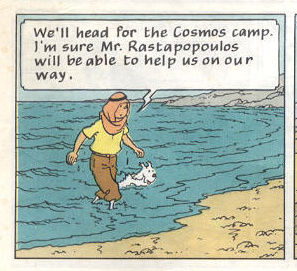 We'll head for the Cosmos camp.
I'm sure Mr. Rastapopoulos
will be able to help us on our
way.